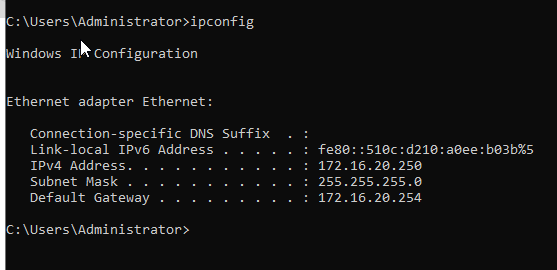 C:\Users\Administrator>ipconfig
Windows IP Configuration
Ethernet adapter Ethernet:
Connection-specific DNS Suffix  . :
Link-local IPv6 Address . . . . . : fe80::510c:d210:a0ee:b03b%5
IPv4 Address. . . . . . . . . . . : 172.16.20.250
Subnet Mask . . . . . . . . . . . : 255.255.255.0
Default Gateway . . . . . . . . . : 172.16.20.254
C:\Users\Administrator>